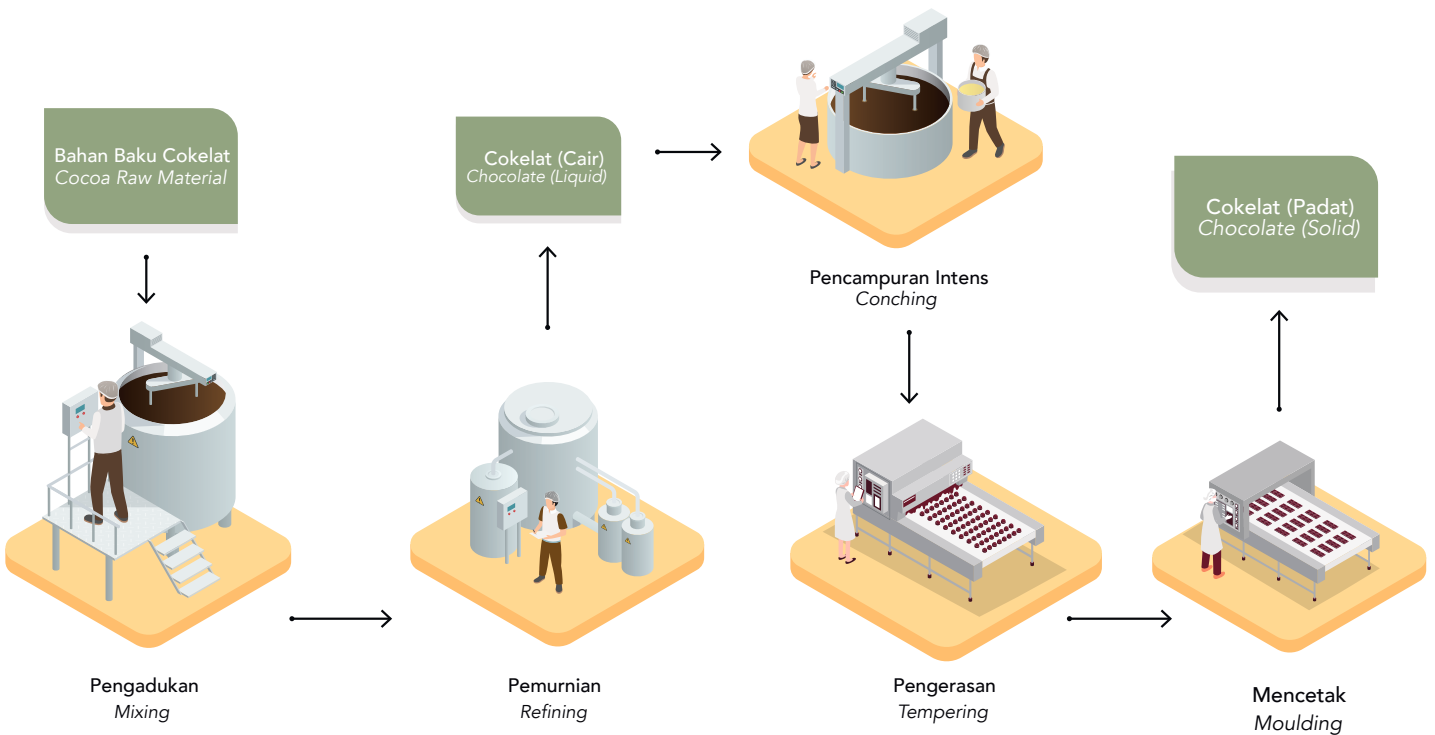 Bahan Baku Cokelat
Cocoa Raw Material
Pengadukan
Mixing
Pemurnian
Refining
Cokelat (Cair)
Chocolate (Liquid)
Pencampuran Intens
Conching
Pengerasan
Tempering
Mencetak
Moulding
Cokelat (Padat)
Chocolate (Solid)